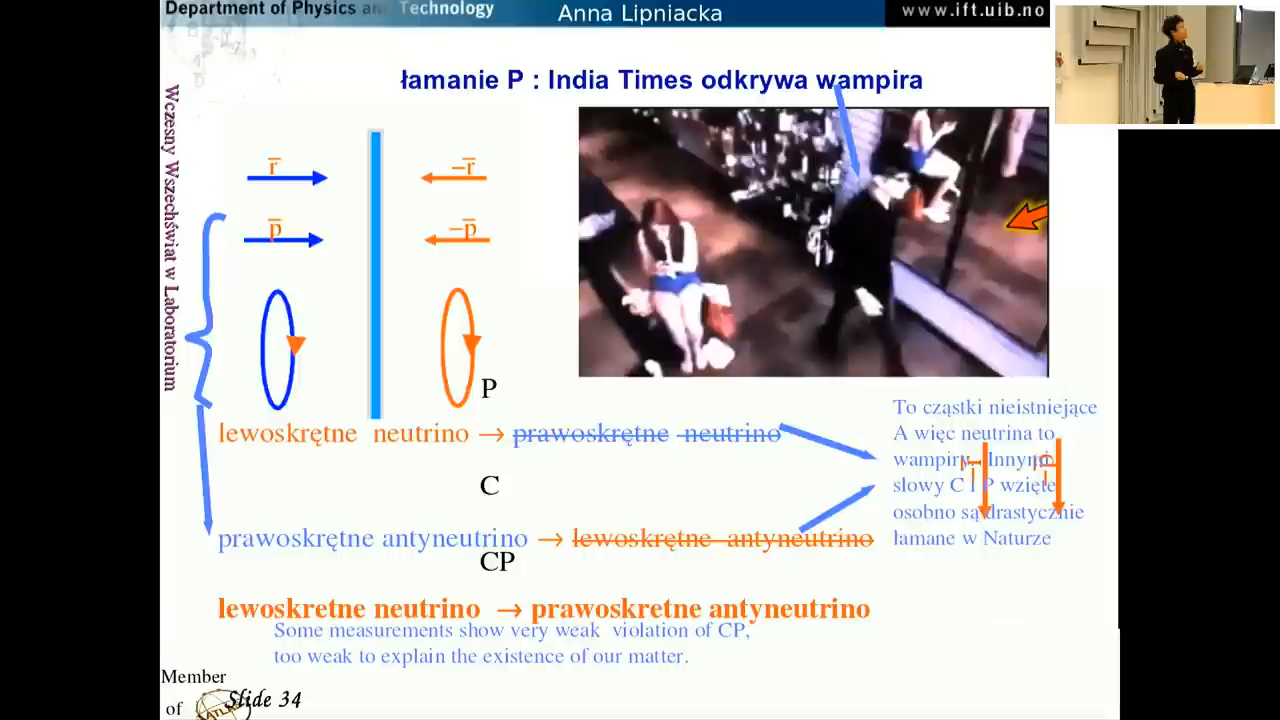 Department of Physics and Technology
Anna Lipniacka
www.ift.uib.no
łamanie P : India Times odkrywa wampira
Wczesny Wszechświat w Laboratorium
r̅
−r̅
p̅
−p̅
P
lewoskrętne neutrino → prawoskrętne neutrino
C
prawoskrętne antyneutrino → lewoskrętne antyneutrino
CP
lewoskretne neutrino → prawoskretne antyneutrino
Some measurements show very weak violation of CP,
too weak to explain the existence of our matter.
To cząstki nieistniejące
A więc neutrina to
wampiry. Innymi
słowy C i P wzięte
osobno są drastycznie
łamane w Naturze
Member
of
Slide 34